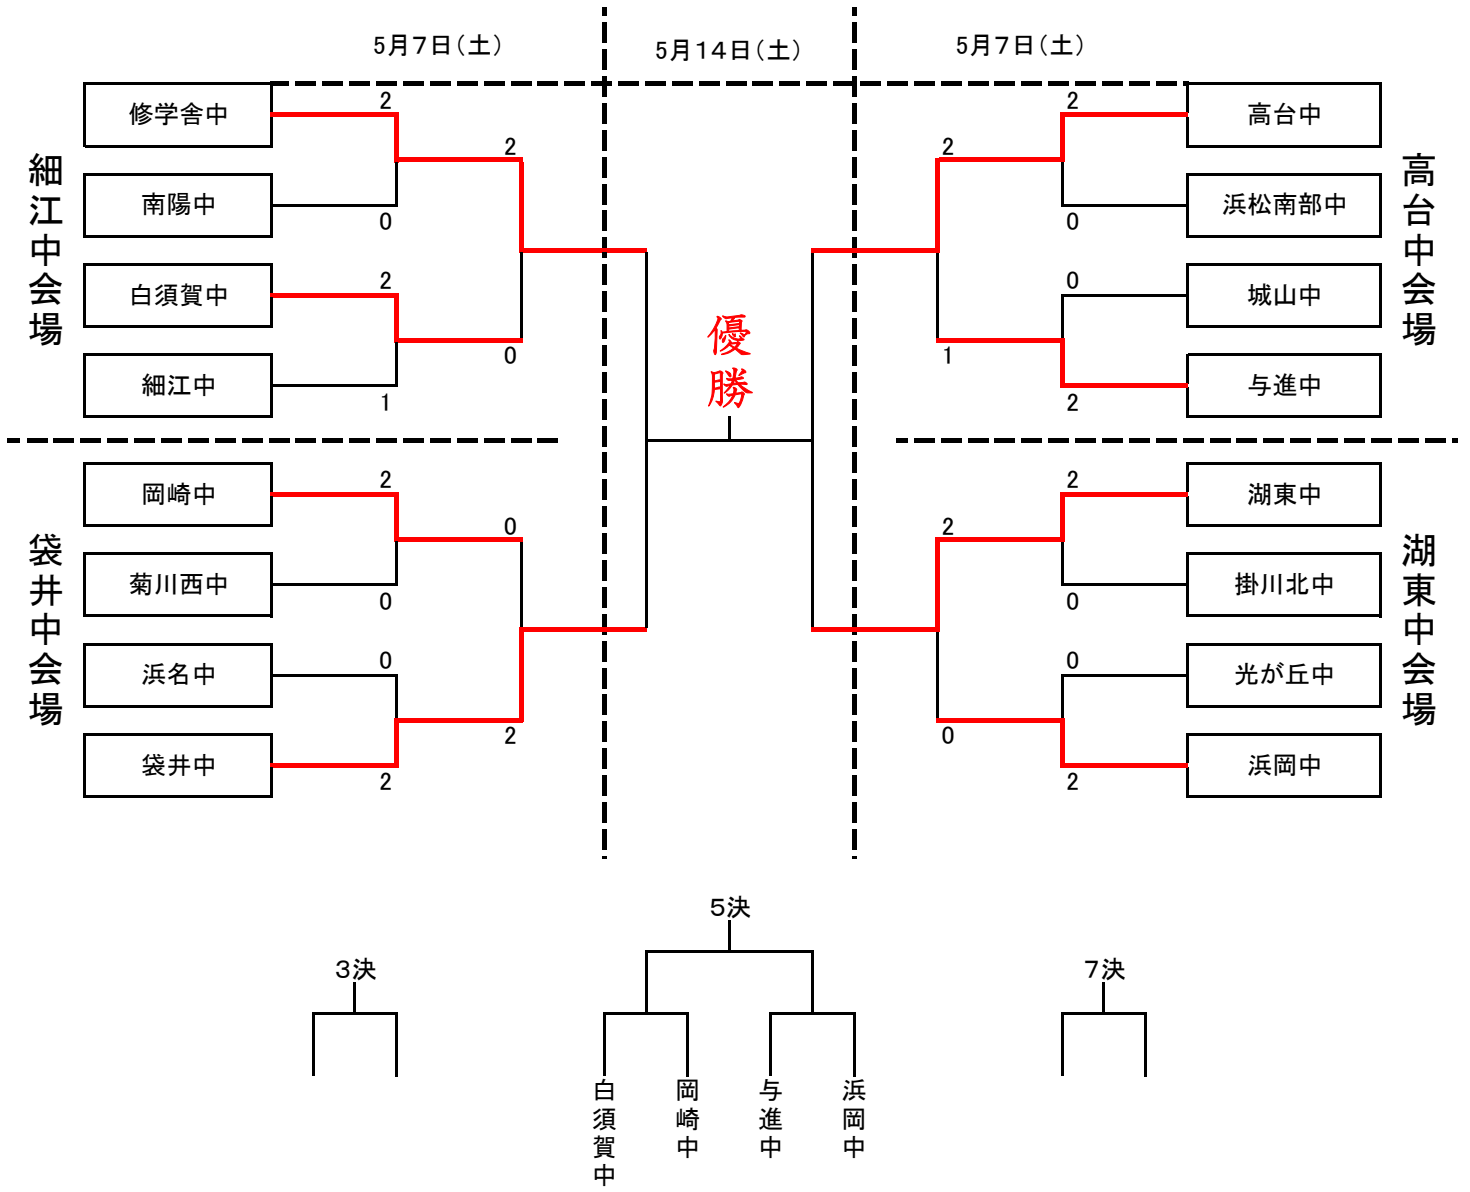 5月7日(土)
5月14日(土)
5月7日(土)
細江中会場
修学舎中
2
南陽中
0
2
白須賀中
2
細江中
1
0
袋井中会場
岡崎中
2
菊川西中
0
0
浜名中
0
袋井中
2
2
優勝
高台中会場
高台中
2
浜松南部中
0
2
城山中
0
与進中
2
1
湖東中会場
湖東中
2
掛川北中
0
2
光が丘中
0
浜岡中
2
0
3決
5決
白須賀中
岡崎中
与進中
浜岡中
7決